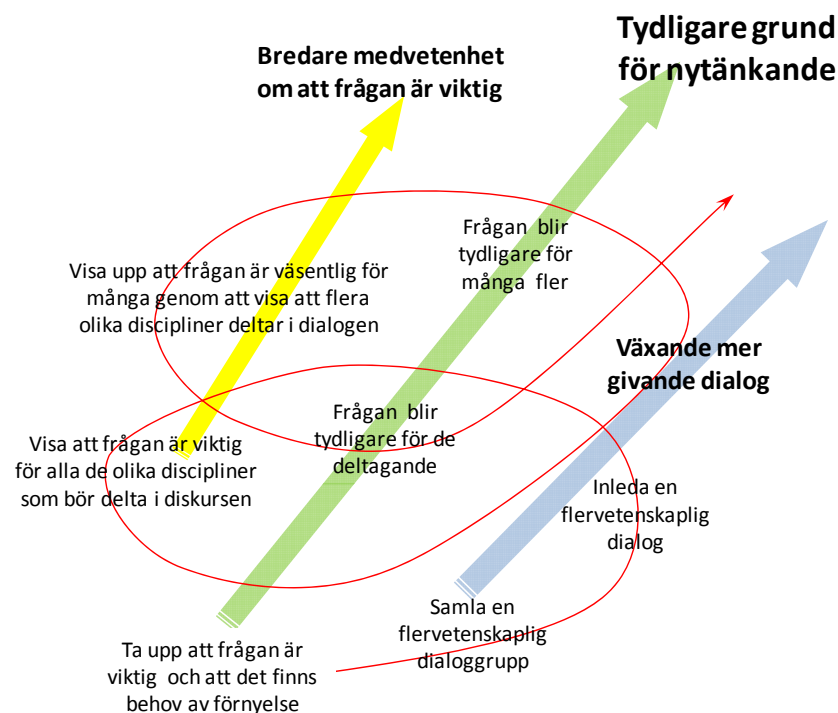 Tydligare grund
för nytänkande
Bredare medvetenhet
om att frågan är viktig
Frågan blir
tydligare för
många fler
Visa upp att frågan är väsentlig för
många genom att visa att flera
olika discipliner deltar i dialogen
Växande mer
givande dialog
Frågan blir
tydligare för de
deltagande
Visa att frågan är viktig
för alla de olika discipliner
som bör delta i diskursen
Inleda en
flervetenskaplig
dialog
Samla en
flervetenskaplig
dialoggrupp
Ta upp att frågan är
viktig och att det finns
behov av förnyelse